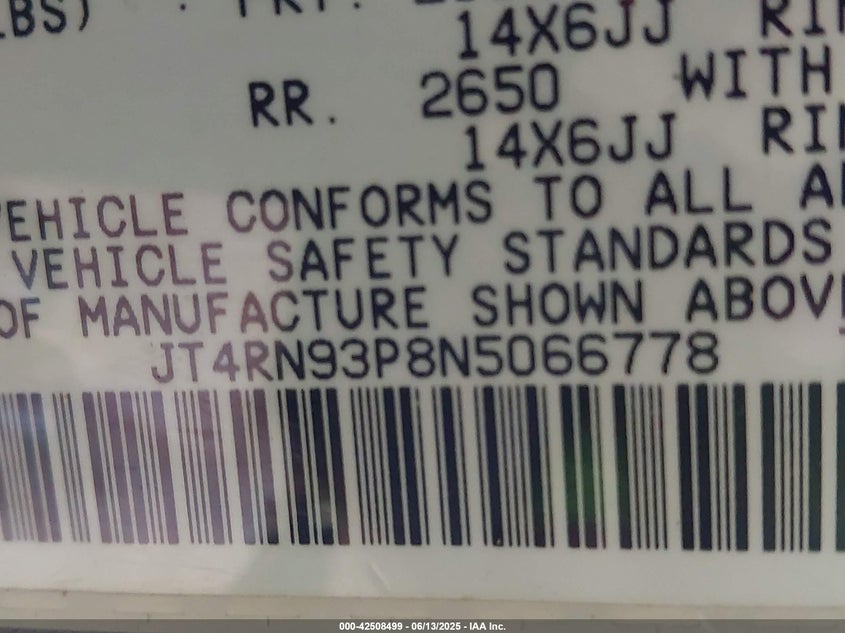 14X6JJ
RR. 2650 WITH
14X6JJ
VEHICLE CONFORMS TO ALL
VEHICLE SAFETY STANDARDS
OF MANUFACTURE SHOWN ABOVE
JT4RN93P8N5066778
000-42508499 - 06/13/2025 - IAA Inc.